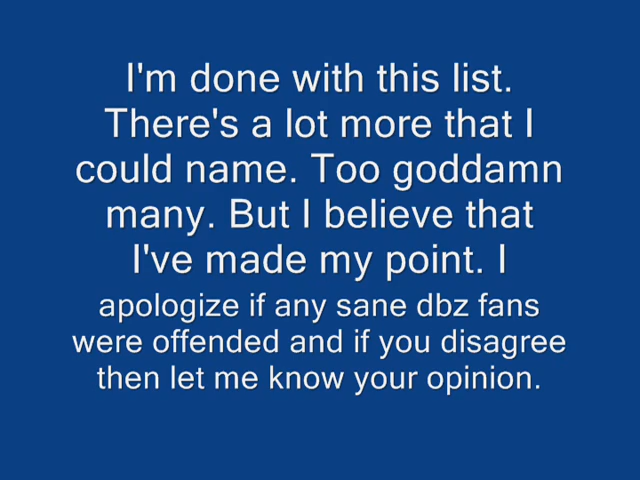 I'm done with this list.
There's a lot more that I
could name. Too goddamn
many. But I believe that
I've made my point. I
apologize if any sane dbz fans
were offended and if you disagree
then let me know your opinion.